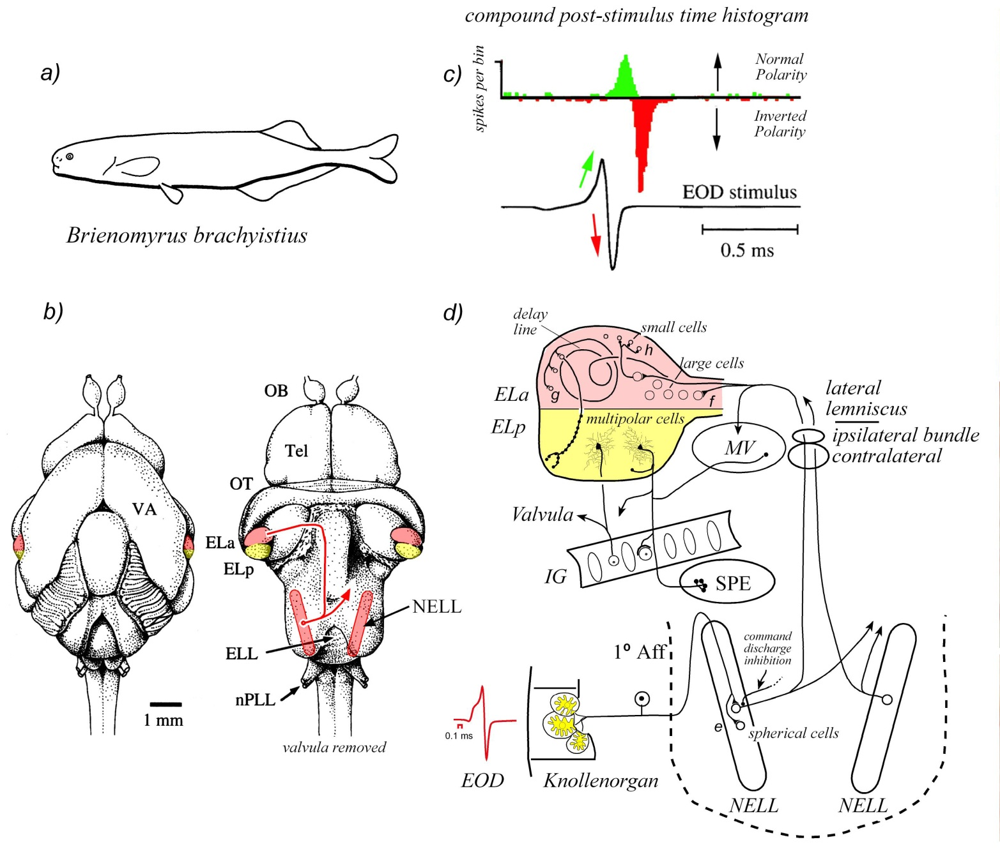 compound post-stimulus time histogram
a)
Brienomyrus brachyistius
c)
spikes per bin
Normal
Polarity
Inverted
Polarity
EOD stimulus
0.5 ms
b)
VA
1 mm
OB
Tel
OT
ELa
ELp
NELL
ELL
nPLL
valvula removed
d)
delay
line
small cells
h
large cells
g
f
ELa
ELp
multipolar cells
MV
lateral
lemniscus
ipsilateral bundle
contralateral
Valvula
IG
SPE
1º Aff
command
discharge
inhibition
e
spherical cells
0.1 ms
EOD
Knollenorgan
NELL
NELL